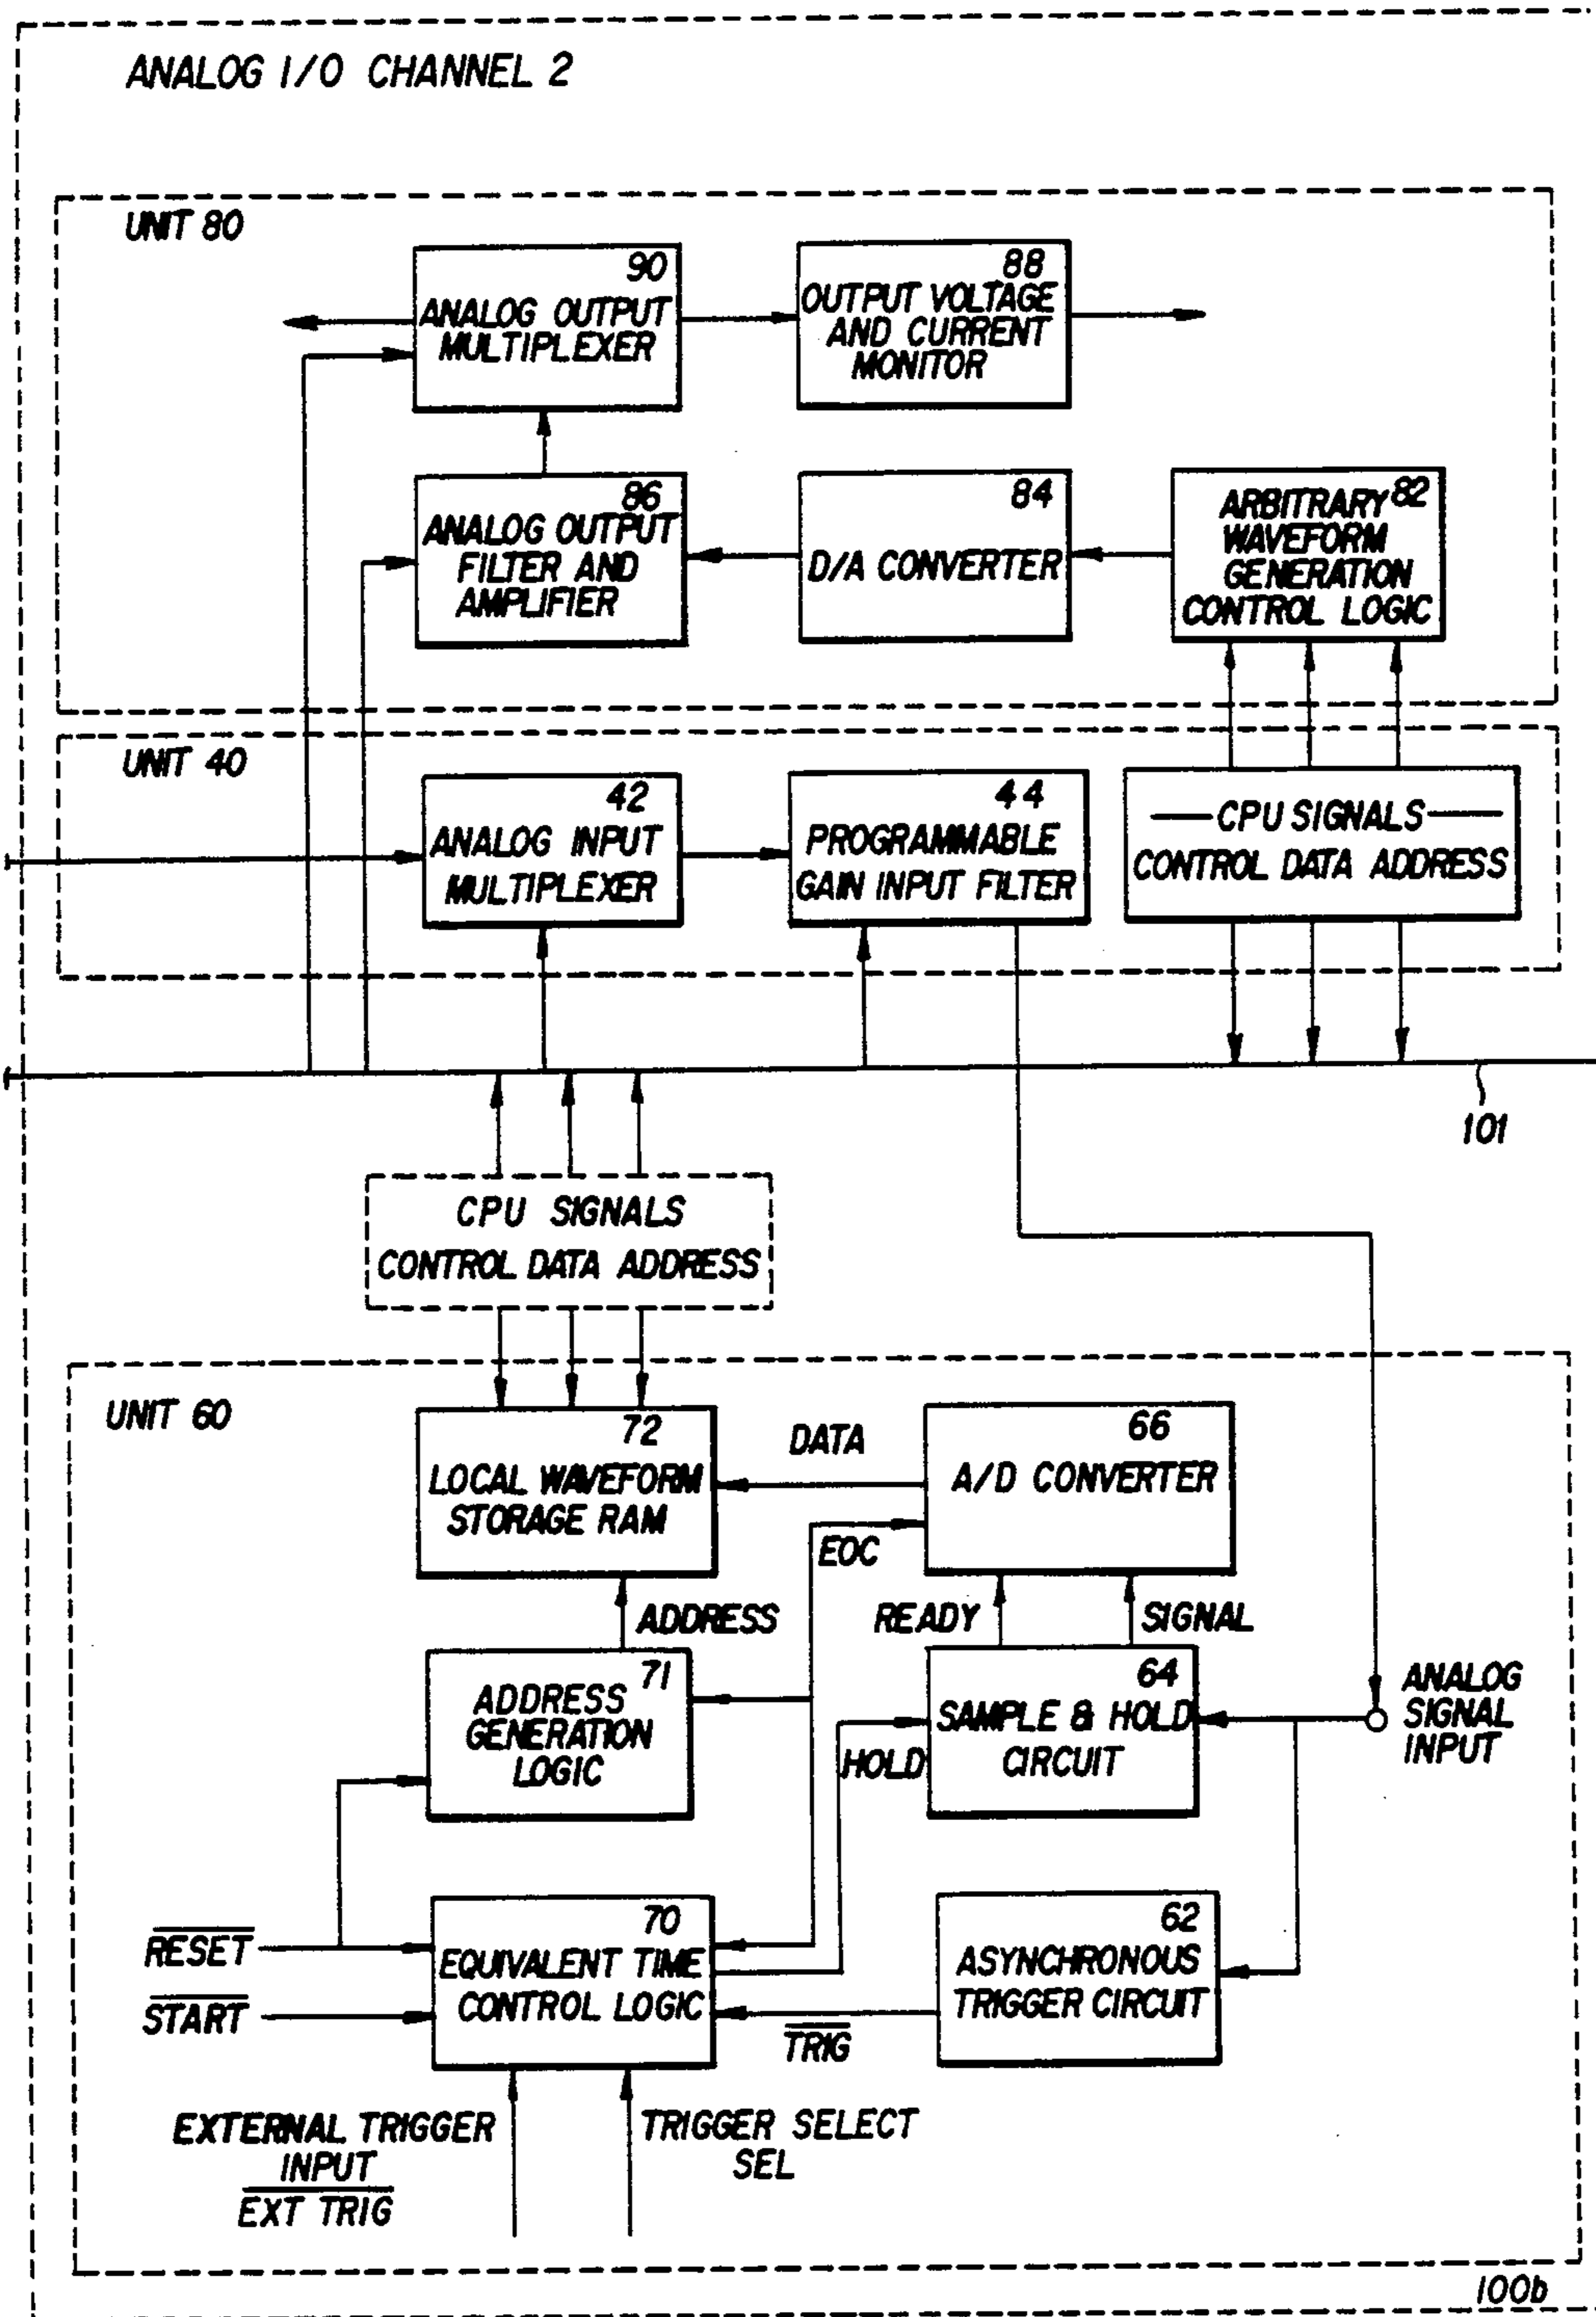 ANALOG I/O CHANNEL 2
UNIT 80
90
ANALOG OUTPUT
MULTIPLEXER
88
OUTPUT VOLTAGE
AND CURRENT
MONITOR
86
ANALOG OUTPUT
FILTER AND
AMPLIFIER
84
D/A CONVERTER
82
ARBITRARY
WAVEFORM
GENERATION
CONTROL LOGIC
UNIT 40
42
ANALOG INPUT
MULTIPLEXER
44
PROGRAMMABLE
GAIN INPUT FILTER
CPU SIGNALS
CONTROL DATA ADDRESS
101
CPU SIGNALS
CONTROL DATA ADDRESS
UNIT 60
72
LOCAL WAVEFORM
STORAGE RAM
DATA
66
A/D CONVERTER
EOC
ADDRESS
READY
SIGNAL
71
ADDRESS
GENERATION
LOGIC
64
SAMPLE & HOLD
CIRCUIT
HOLD
ANALOG
SIGNAL
INPUT
RESET
START
70
EQUIVALENT TIME
CONTROL LOGIC
TRIG
62
ASYNCHRONOUS
TRIGGER CIRCUIT
EXTERNAL TRIGGER
INPUT
EXT TRIG
TRIGGER SELECT
SEL
100b